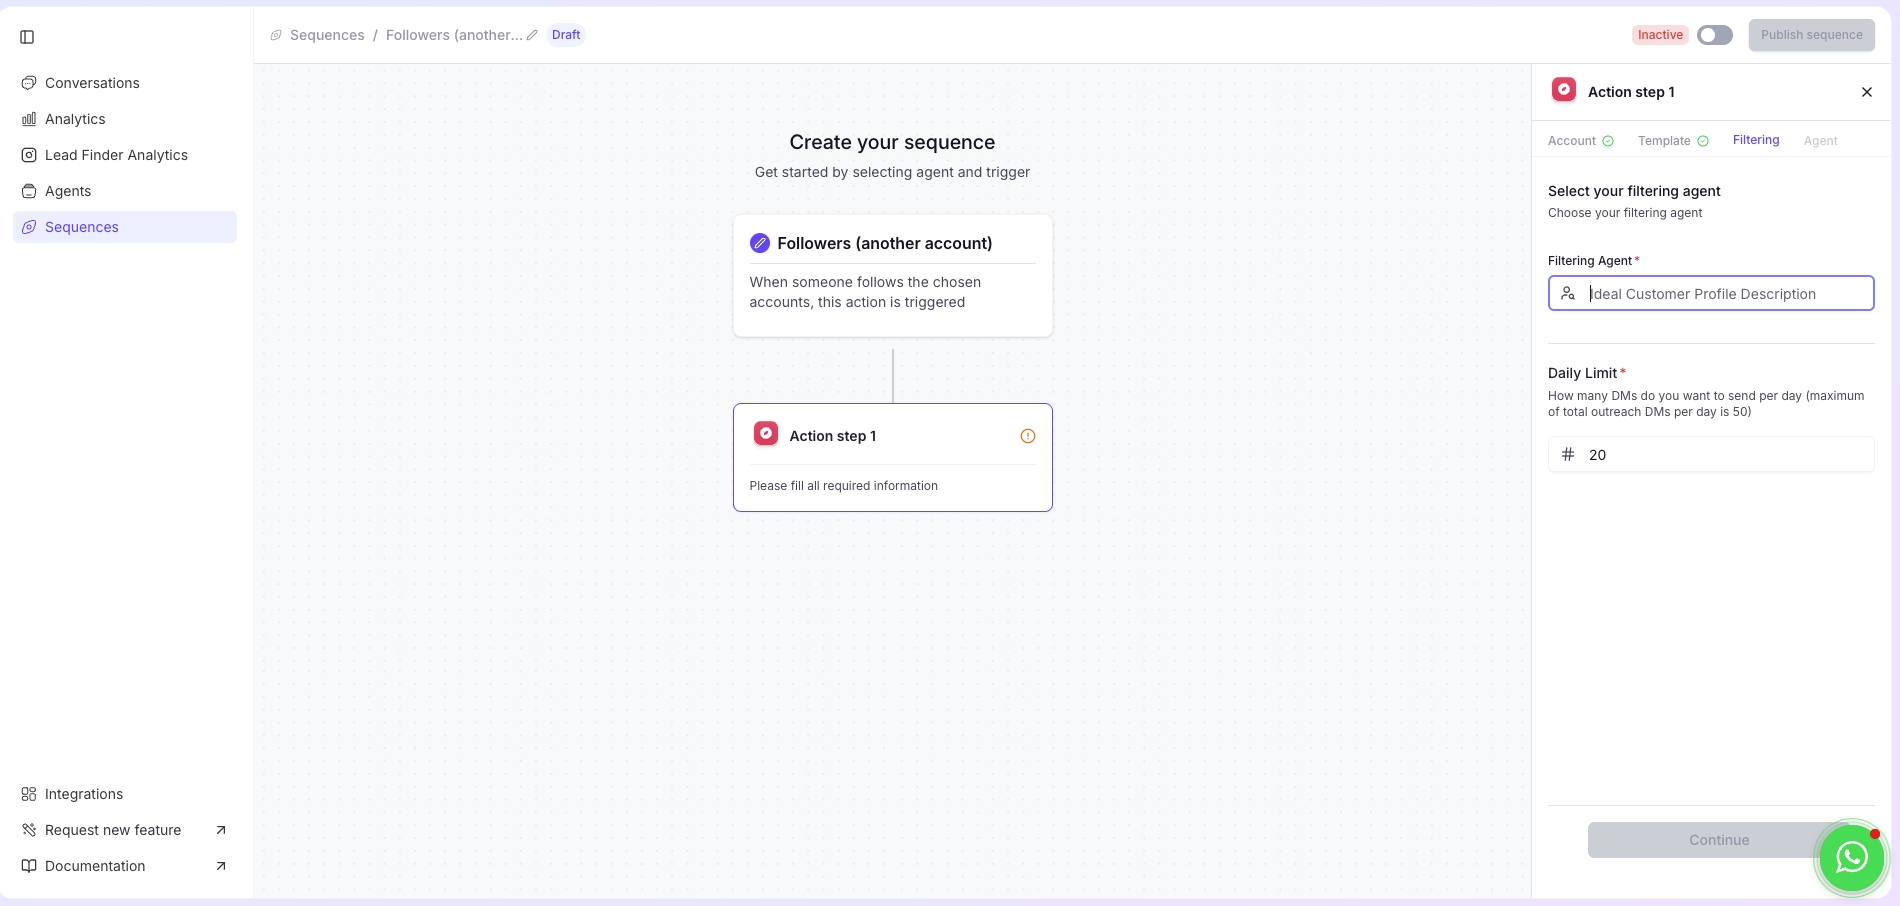 Conversations
Analytics
Lead Finder Analytics
Agents
Sequences
Integrations
Request new feature
Documentation
Sequences / Followers (another... Draft
Inactive
Publish sequence
Create your sequence
Get started by selecting agent and trigger
Followers (another account)
When someone follows the chosen
accounts, this action is triggered
Action step 1
Please fill all required information
Action step 1
Account Template Filtering Agent
Select your filtering agent
Choose your filtering agent
Filtering Agent *
Ideal Customer Profile Description
Daily Limit *
How many DMs do you want to send per day (maximum
of total outreach DMs per day is 50)
# 20
Continue